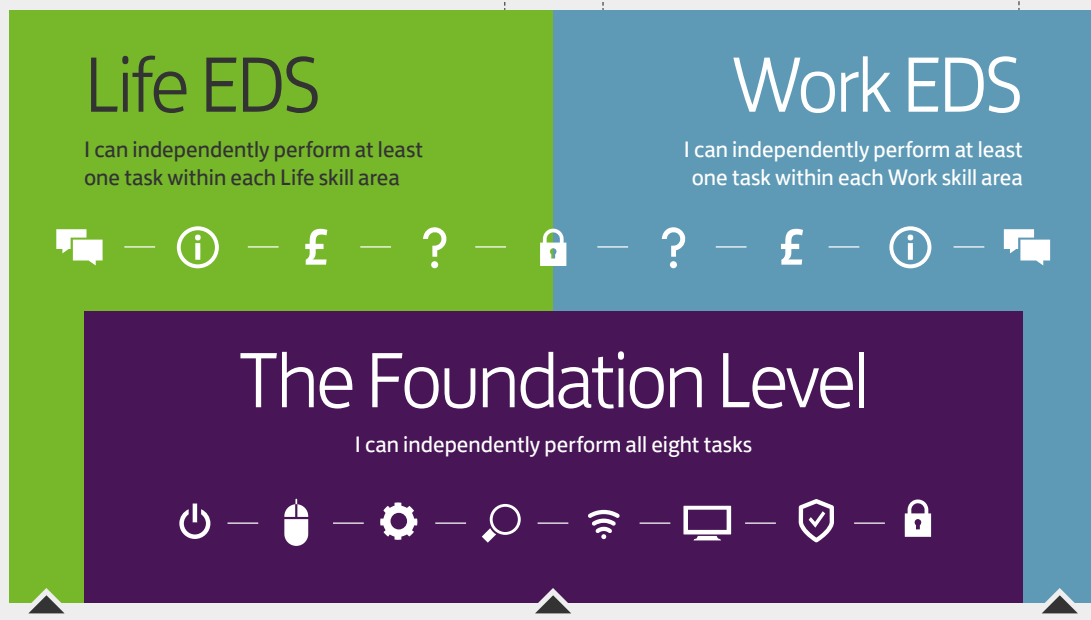 Life EDS
I can independently perform at least
one task within each Life skill area
Work EDS
I can independently perform at least
one task within each Work skill area
The Foundation Level
I can independently perform all eight tasks